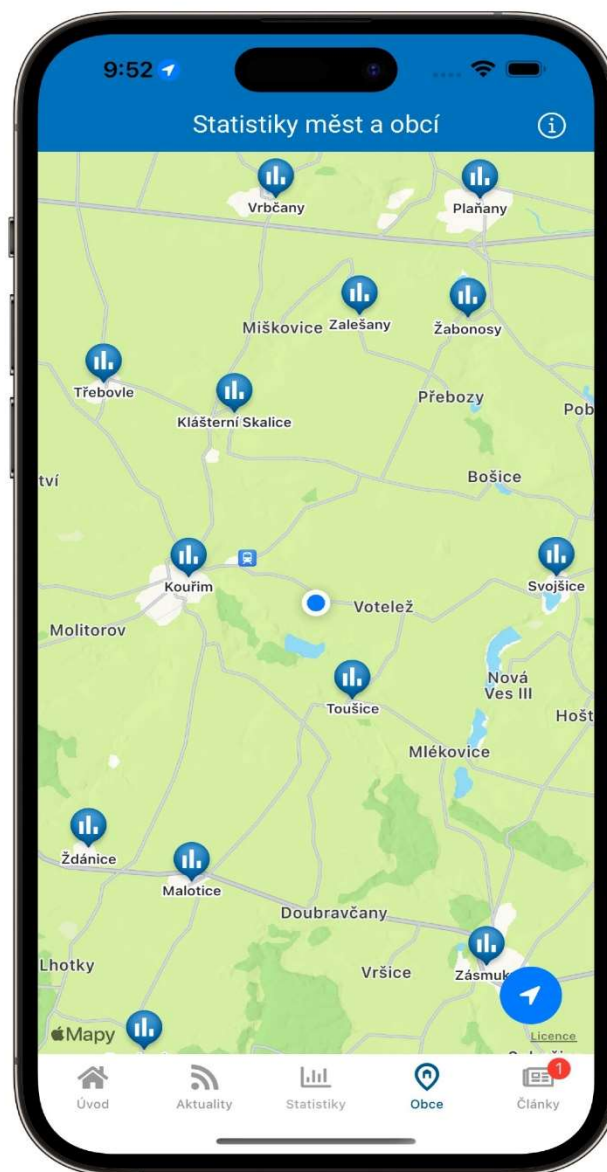 9:52
Statistiky měst a obcí
Vrbčany
Plaňany
Miškovice
Zalešany
Žabonosy
Třebovle
Klášterní Skalice
Přebozy
Pob
tví
Bošice
Kouřim
Svojšice
Votelež
Molitorov
Nová
Ves III
Toušice
Hošt
Mlékovice
Ždánice
Malotice
Doubravčany
Lhotky
Vršice
Zásmuk
Mapy
Licence
Úvod
Aktuality
Statistiky
Obce
Články
1